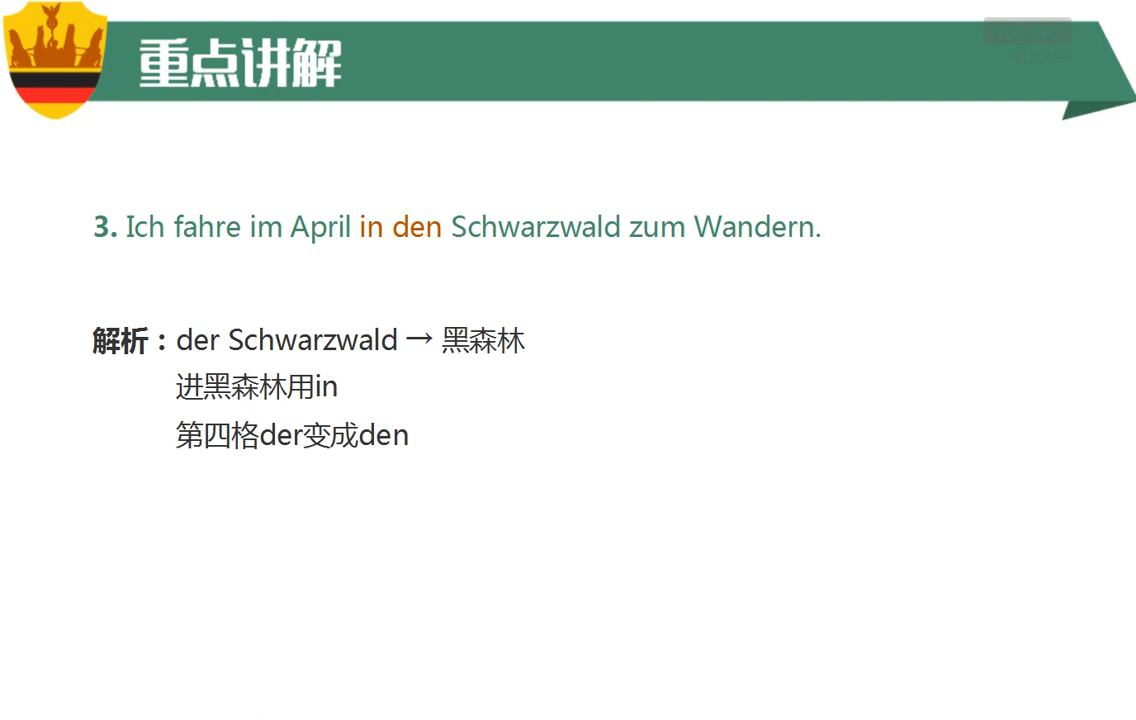 重点讲解
3. Ich fahre im April in den Schwarzwald zum Wandern.
解析：der Schwarzwald → 黑森林
进黑森林用in
第四格der变成den